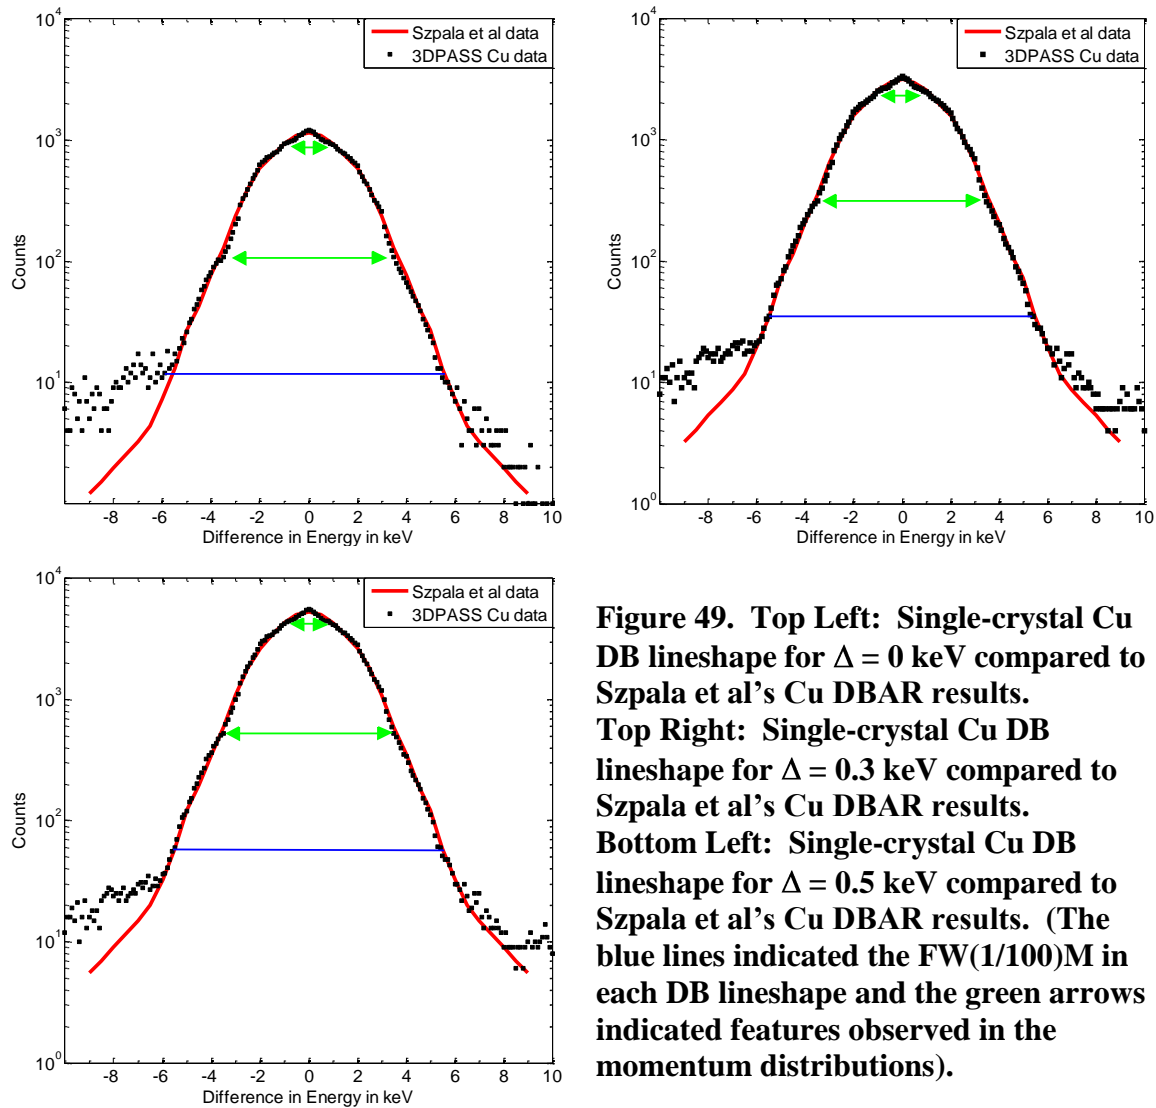 Szpala et al data
3DPASS Cu data
10^4
10^3
10^2
10^1
Counts
-8 -6 -4 -2 0 2 4 6 8 10
Difference in Energy in keV
Szpala et al data
3DPASS Cu data
10^4
10^3
10^2
10^1
10^0
Counts
-8 -6 -4 -2 0 2 4 6 8 10
Difference in Energy in keV
Szpala et al data
3DPASS Cu data
10^4
10^3
10^2
10^1
10^0
Counts
-8 -6 -4 -2 0 2 4 6 8 10
Difference in Energy in keV
Figure 49. Top Left: Single-crystal Cu
DB lineshape for Δ = 0 keV compared to
Szpala et al's Cu DBAR results.
Top Right: Single-crystal Cu DB
lineshape for Δ = 0.3 keV compared to
Szpala et al's Cu DBAR results.
Bottom Left: Single-crystal Cu DB
lineshape for Δ = 0.5 keV compared to
Szpala et al's Cu DBAR results. (The
blue lines indicated the FW(1/100)M in
each DB lineshape and the green arrows
indicated features observed in the
momentum distributions).